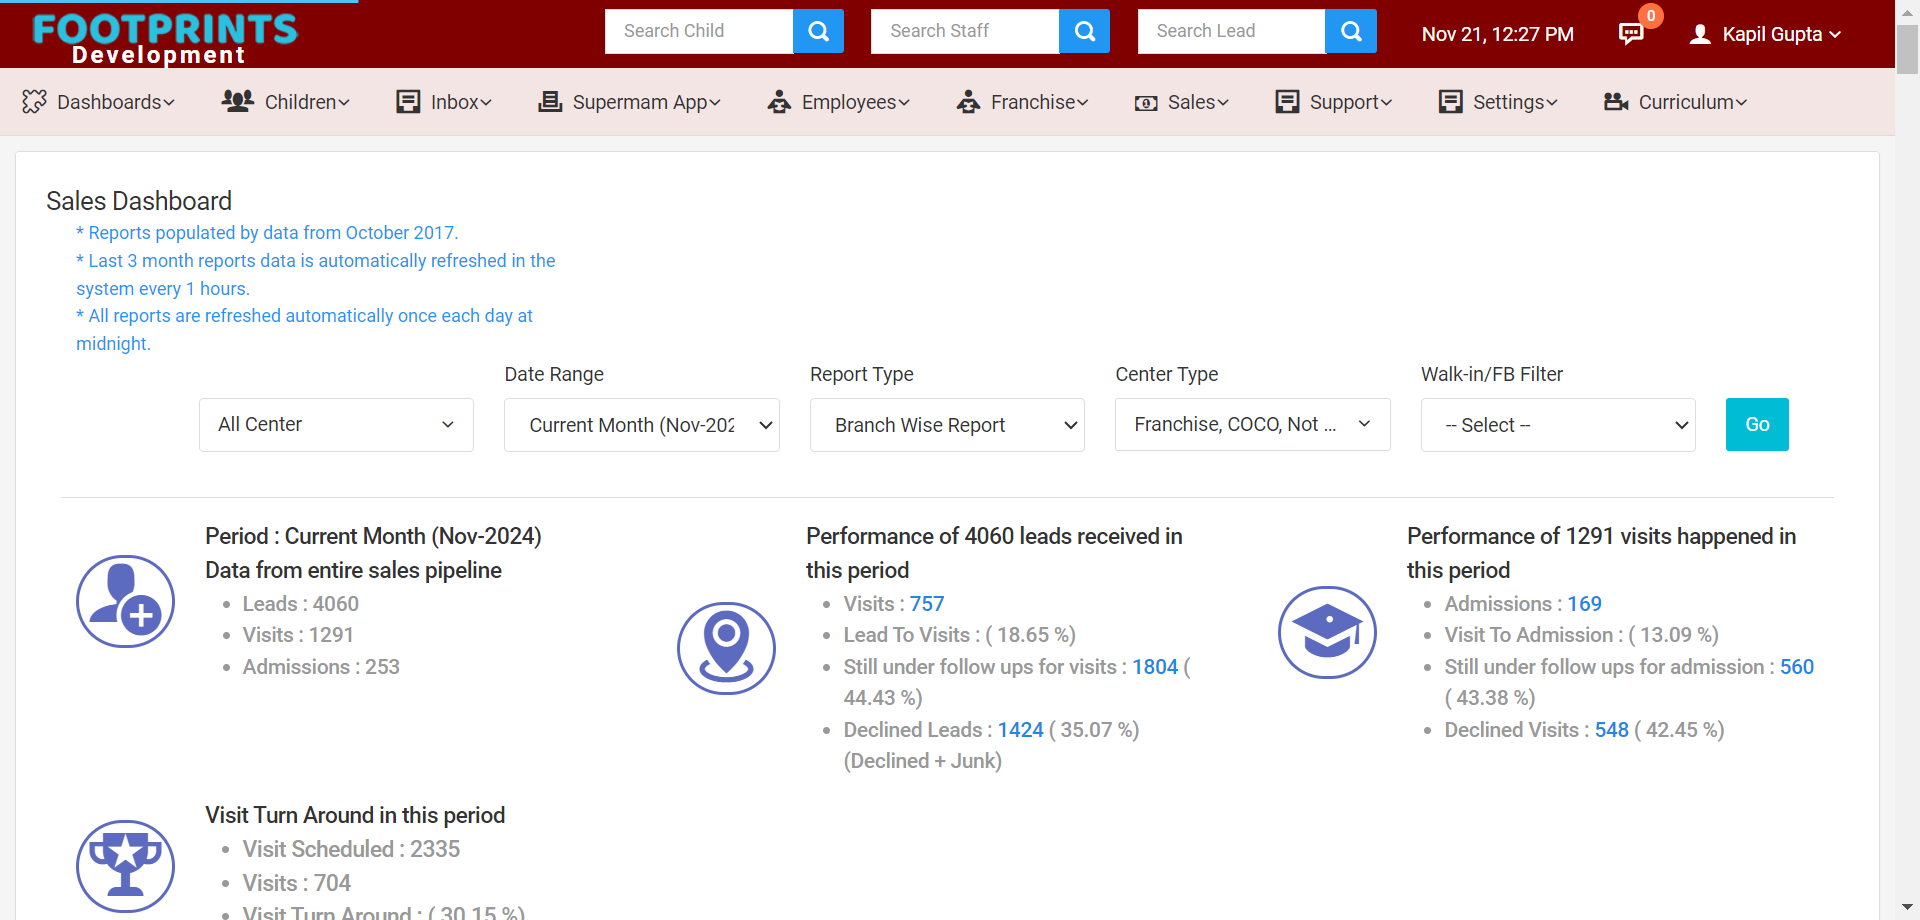 FOOTPRINTS
Development
Search Child
Search Staff
Search Lead
Nov 21, 12:27 PM
0
Kapil Gupta
Dashboards
Children
Inbox
Supermam App
Employees
Franchise
Sales
Support
Settings
Curriculum
Sales Dashboard
* Reports populated by data from October 2017.
* Last 3 month reports data is automatically refreshed in the
system every 1 hours.
* All reports are refreshed automatically once each day at
midnight.
Date Range
Report Type
Center Type
Walk-in/FB Filter
All Center
Current Month (Nov-202
Branch Wise Report
Franchise, COCO, Not ...
-- Select --
Go
Period : Current Month (Nov-2024)
Data from entire sales pipeline
Leads : 4060
Visits : 1291
Admissions : 253
Performance of 4060 leads received in
this period
Visits : 757
Lead To Visits : ( 18.65 %)
Still under follow ups for visits : 1804 (
44.43 %)
Declined Leads : 1424 ( 35.07 %)
(Declined + Junk)
Performance of 1291 visits happened in
this period
Admissions : 169
Visit To Admission : ( 13.09 %)
Still under follow ups for admission : 560
( 43.38 %)
Declined Visits : 548 ( 42.45 %)
Visit Turn Around in this period
Visit Scheduled : 2335
Visits : 704
Visit Turn Around : ( 30.15 %)